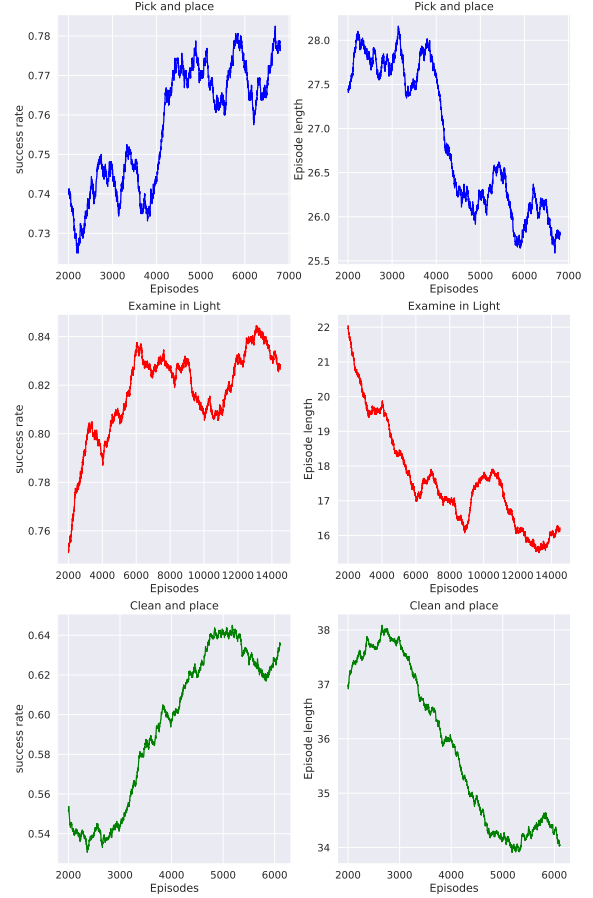 Pick and place
0.78
0.77
0.76
0.75
0.74
0.73
success rate
2000 3000 4000 5000 6000 7000
Episodes
Pick and place
28.0
27.5
27.0
26.5
26.0
25.5
Episode length
2000 3000 4000 5000 6000 7000
Episodes
Examine in Light
0.84
0.82
0.80
0.78
0.76
success rate
2000 4000 6000 8000 10000 12000 14000
Episodes
Examine in Light
22
21
20
19
18
17
16
Episode length
2000 4000 6000 8000 10000 12000 14000
Episodes
Clean and place
0.64
0.62
0.60
0.58
0.56
0.54
success rate
2000 3000 4000 5000 6000
Episodes
Clean and place
38
37
36
35
34
Episode length
2000 3000 4000 5000 6000
Episodes